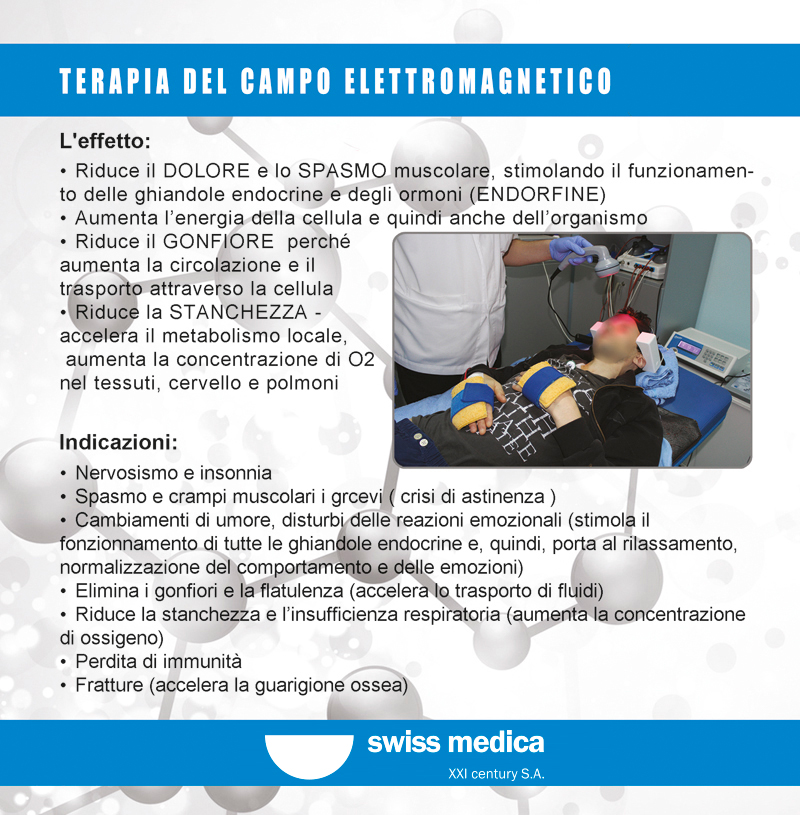 TERAPIA DEL CAMPO ELETTROMAGNETICO
L'effetto:
• Riduce il DOLORE e lo SPASMO muscolare, stimolando il funzionamen-
to delle ghiandole endocrine e degli ormoni (ENDORFINE)
• Aumenta l'energia della cellula e quindi anche dell'organismo
• Riduce il GONFIORE perché
aumenta la circolazione e il
trasporto attraverso la cellula
• Riduce la STANCHEZZA -
accelera il metabolismo locale,
aumenta la concentrazione di O2
nel tessuti, cervello e polmoni
Indicazioni:
• Nervosismo e insonnia
• Spasmo e crampi muscolari i grcevi ( crisi di astinenza )
• Cambiamenti di umore, disturbi delle reazioni emozionali (stimola il
fonzionnamento di tutte le ghiandole endocrine e, quindi, porta al rilassamento,
normalizzazione del comportamento e delle emozioni)
• Elimina i gonfiori e la flatulenza (accelera lo trasporto di fluidi)
• Riduce la stanchezza e l'insufficienza respiratoria (aumenta la concentrazione
di ossigeno)
• Perdita di immunità
• Fratture (accelera la guarigione ossea)
swiss medica
XXI century S.A.